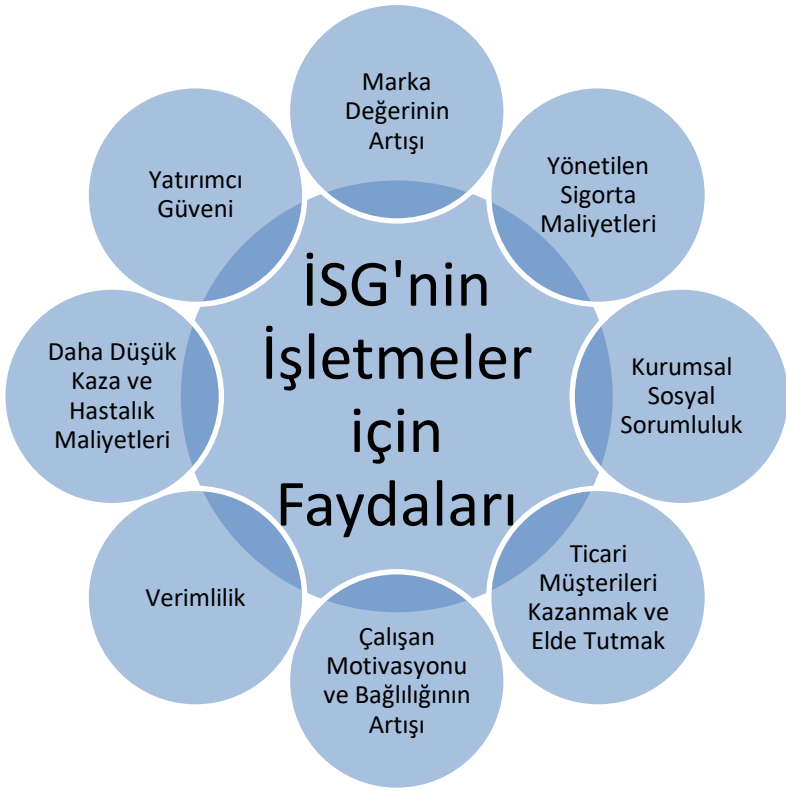 İSG'nin
İşletmeler
için
Faydaları
Marka
Değerinin
Artışı
Yönetilen
Sigorta
Maliyetleri
Kurumsal
Sosyal
Sorumluluk
Ticari
Müşterileri
Kazanmak ve
Elde Tutmak
Çalışan
Motivasyonu
ve Bağlılığının
Artışı
Verimlilik
Daha Düşük
Kaza ve
Hastalık
Maliyetleri
Yatırımcı
Güveni